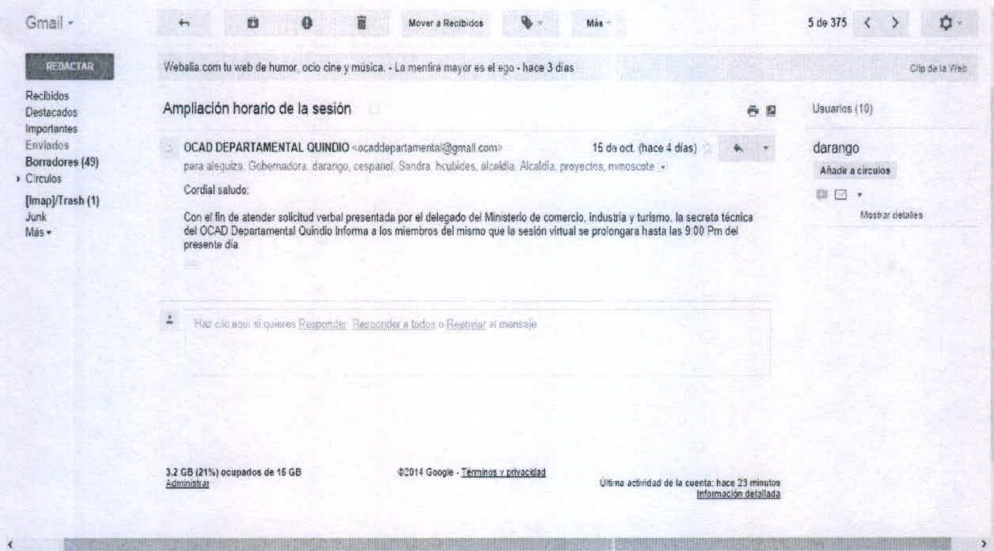 Gmail
Mover a Recibidos
Más
5 de 375
REDACTAR
Webalia.com tu web de humor, ocio cine y música. - La mentira mayor es el ego - hace 3 días
Clip de la Web
Recibidos
Destacados
Importantes
Enviados
Borradores (49)
Círculos
[Imap]/Trash (1)
Junk
Más
Ampliación horario de la sesión
Usuarios (10)
OCAD DEPARTAMENTAL QUINDIO <ocaddepartamental@gmail.com>
15 de oct. (hace 4 días)
para aleguiza, Gobernadora, darango, cespanol, Sandra, hcubides, alcaldia, Alcaldía, proyectos, minoscote
darango
Añadir a círculos
Mostrar detalles
Cordial saludo:
Con el fin de atender solicitud verbal presentada por el delegado del Ministerio de comercio, industria y turismo, la secreta técnica
del OCAD Departamental Quindío Informa a los miembros del mismo que la sesión virtual se prolongara hasta las 9:00 Pm del
presente día
Haz clic aquí si quieres Responder, Responder a todos o Reenviar el mensaje
3.2 GB (21%) ocupados de 15 GB
Administrar
©2014 Google - Términos y privacidad
Última actividad de la cuenta: hace 23 minutos
Información detallada